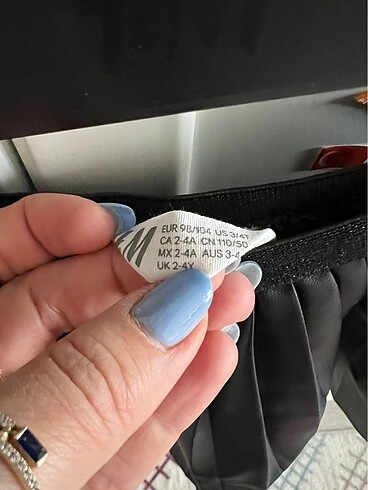 M
EUR 98/104 US 3/4T
CA 2-4A CN 110/50
MX 2-4A AUS 3-4
UK 2-4Y